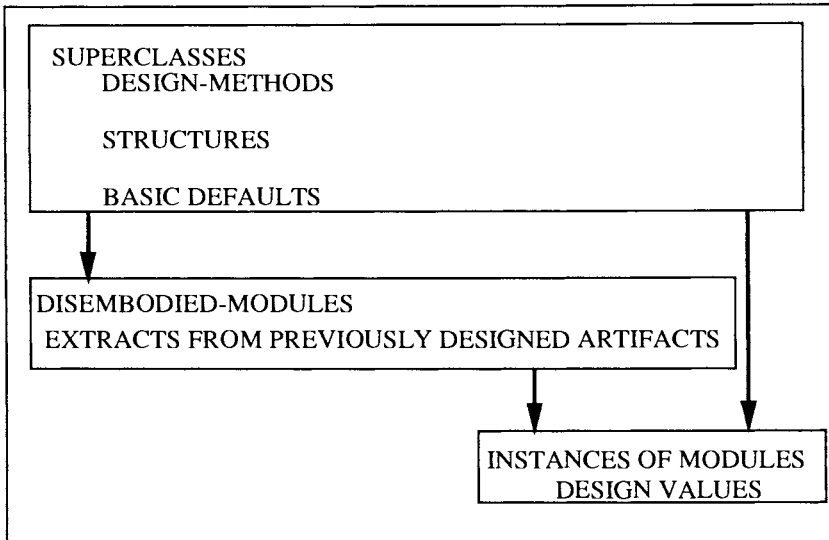 SUPERCLASSES
DESIGN-METHODS
STRUCTURES
BASIC DEFAULTS
DISEMBODIED-MODULES
EXTRACTS FROM PREVIOUSLY DESIGNED ARTIFACTS
INSTANCES OF MODULES
DESIGN VALUES